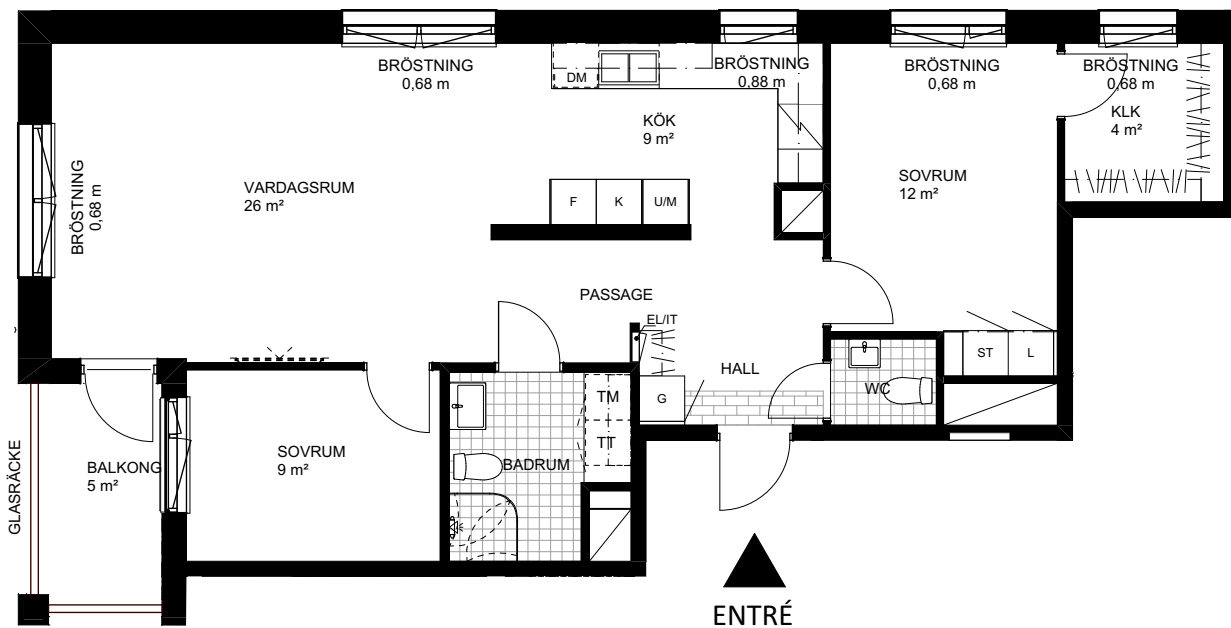 BRÖSTNING
0,68 m
BRÖSTNING
0,88 m
BRÖSTNING
0,68 m
BRÖSTNING
0,68 m
DM
KÖK
9 m²
KLK
4 m²
BRÖSTNING
0,68 m
VARDAGSRUM
26 m²
SOVRUM
12 m²
F
K
U/M
PASSAGE
EL/IT
HALL
ST
L
G
WC
TM
TT
GLASRÄCKE
BALKONG
5 m²
SOVRUM
9 m²
BADRUM
ENTRÉ